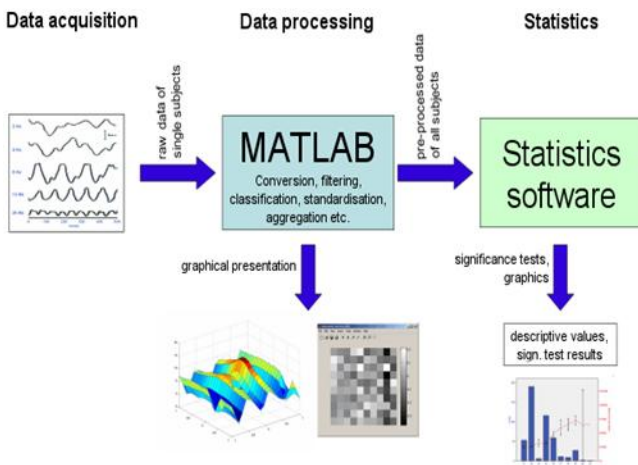 Data acquisition
Data processing
Statistics
raw data of
single subjects
pre-processed data
of all subjects
MATLAB
Conversion, filtering,
classification, standardisation,
aggregation etc.
Statistics
software
graphical presentation
significance tests,
graphics
descriptive values,
sign. test results